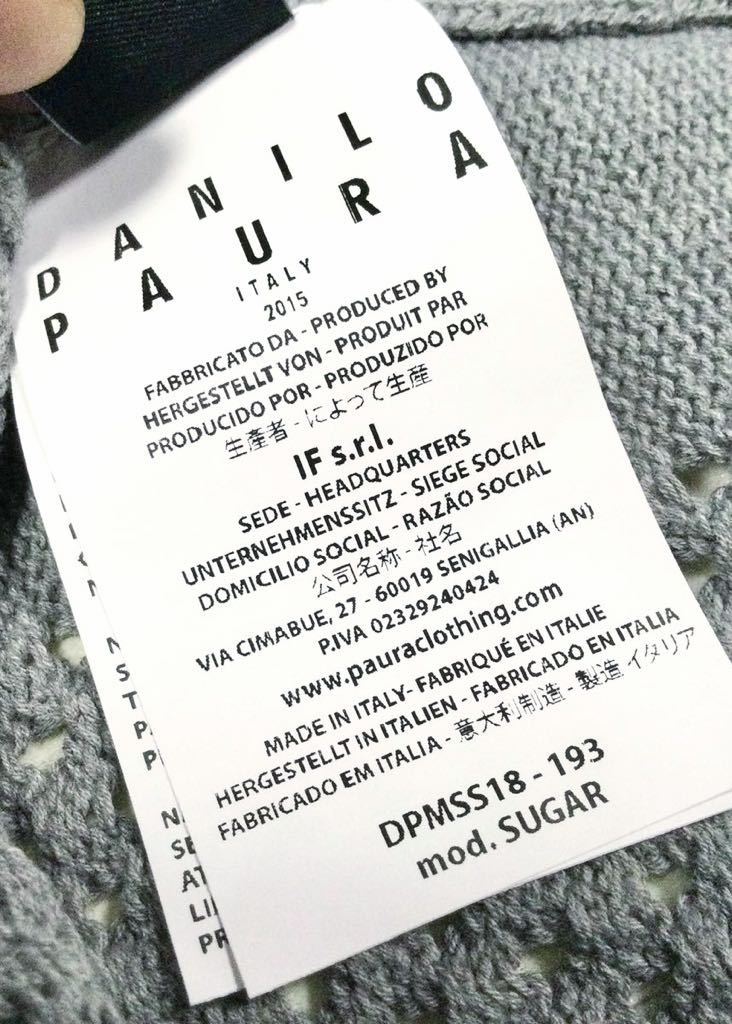 DANILO
PAURA
ITALY
2015
FABBRICATO DA - PRODUCED BY
HERGESTELLT VON - PRODUIT PAR
PRODUCIDO POR - PRODUZIDO POR
生產者 - によって生産
IF s.r.l.
SEDE - HEADQUARTERS
UNTERNEHMENSSITZ - SIEGE SOCIAL
DOMICILIO SOCIAL - RAZÃO SOCIAL
公司名称 - 社名
VIA CIMABUE, 27 - 60019 SENIGALLIA (AN)
P.IVA 02329240424
www.pauraclothing.com
MADE IN ITALY- FABRIQUÉ EN ITALIE
HERGESTELLT IN ITALIEN - FABRICADO EN ITALIA
FABRICADO EM ITALIA - 意大利制造 - 製造 イタリア
DPMSS18 - 193
mod. SUGAR